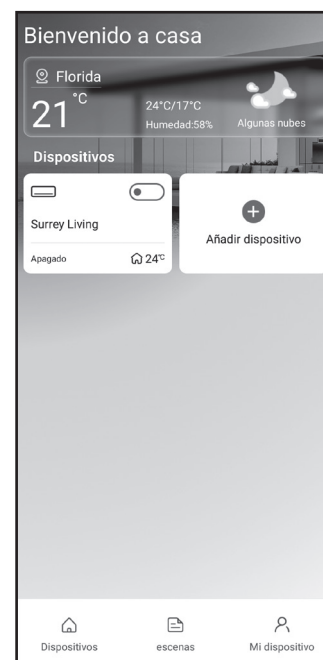 Bienvenido a casa
Florida
21°C
24°C/17°C
Humedad:58%
Algunas nubes
Dispositivos
Surrey Living
Apagado
24°C
Añadir dispositivo
Dispositivos
escenas
Mi dispositivo